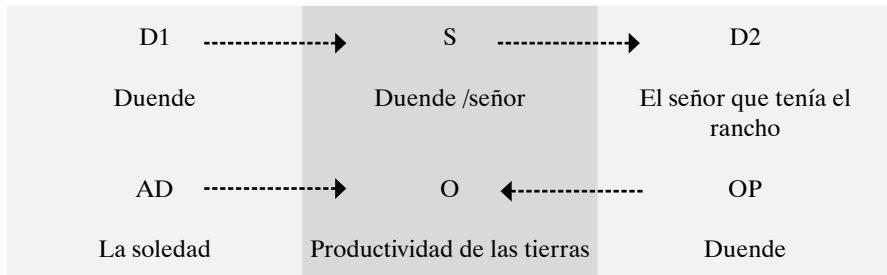 D1 S D2
Duende Duende /señor El señor que tenía el
rancho
AD O OP
La soledad Productividad de las tierras Duende